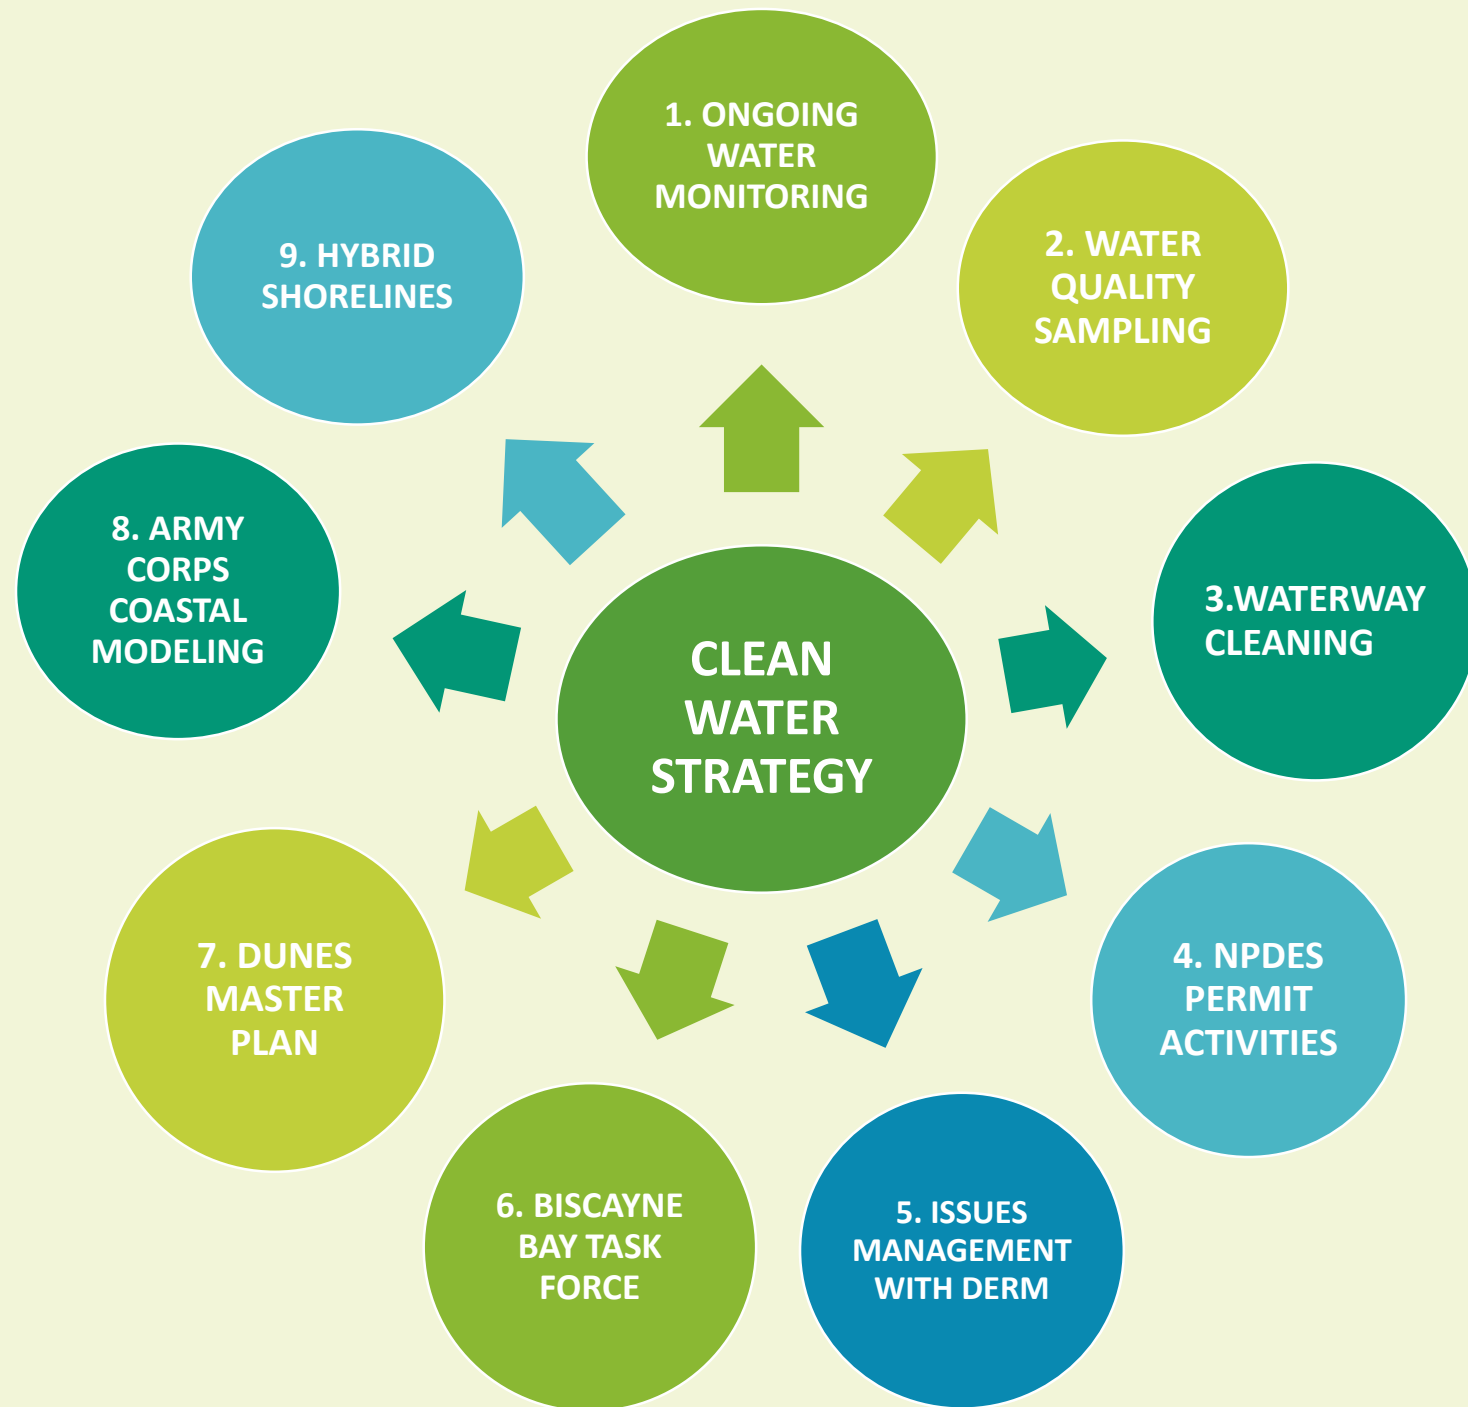 1. ONGOING
WATER
MONITORING
2. WATER
QUALITY
SAMPLING
3.WATERWAY
CLEANING
4. NPDES
PERMIT
ACTIVITIES
5. ISSUES
MANAGEMENT
WITH DERM
6. BISCAYNE
BAY TASK
FORCE
7. DUNES
MASTER
PLAN
8. ARMY
CORPS
COASTAL
MODELING
9. HYBRID
SHORELINES
CLEAN
WATER
STRATEGY